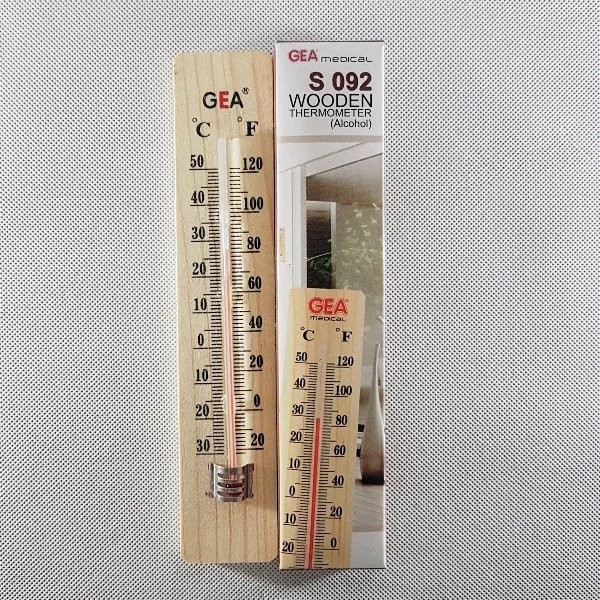 GEA®
°C °F
50 120
40 100
30 80
20 60
10 40
0 20
10 0
20 20
30
GEA medical
S 092
WOODEN
THERMOMETER
(Alcohol)
GEA
medical
°C °F
50 120
40 100
30 80
20 60
10 40
0 20
10 0
20